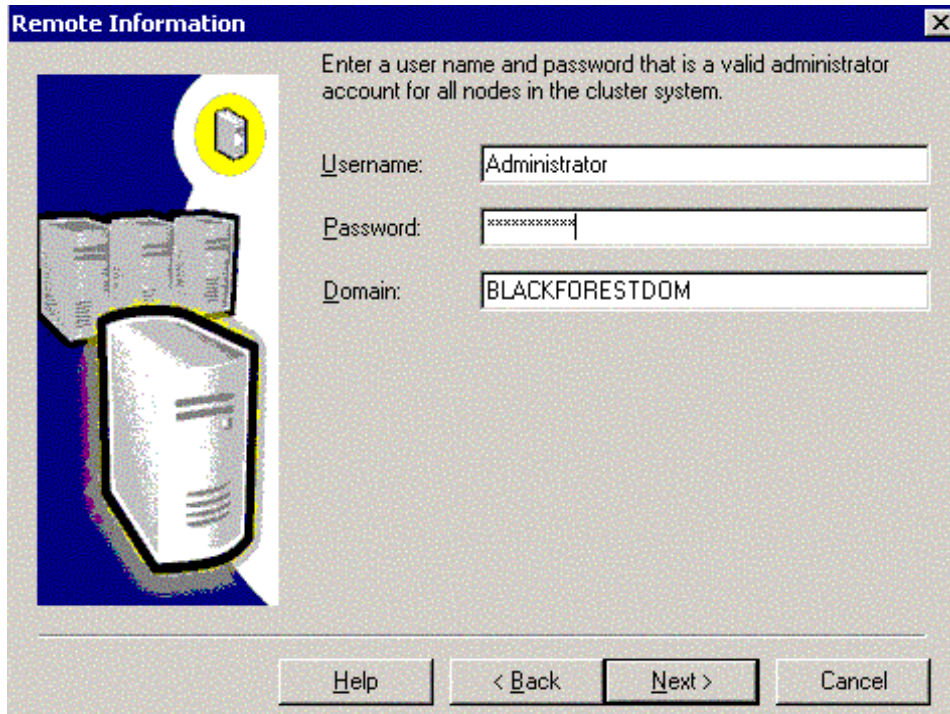 Remote Information
Enter a user name and password that is a valid administrator
account for all nodes in the cluster system.
Username: Administrator
Password: ***********
Domain: BLACKFORESTDOM
Help < Back Next > Cancel